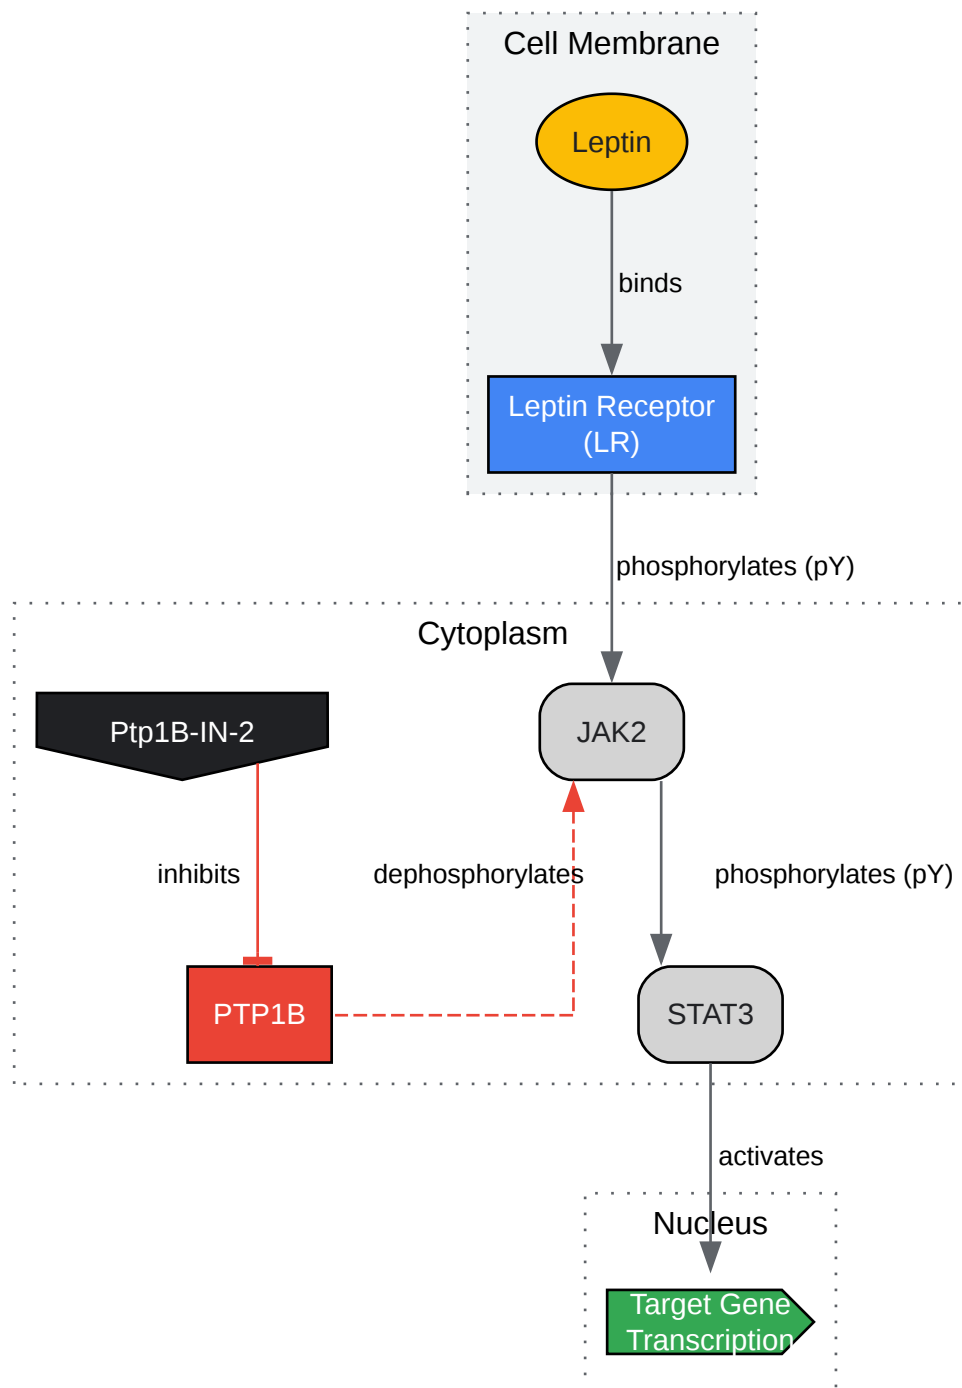 Cell Membrane
Leptin
binds
Leptin Receptor
(LR)
phosphorylates (pY)
Cytoplasm
Ptp1B-IN-2
JAK2
inhibits
dephosphorylates
phosphorylates (pY)
PTP1B
STAT3
activates
Nucleus
Target Gene
Transcription